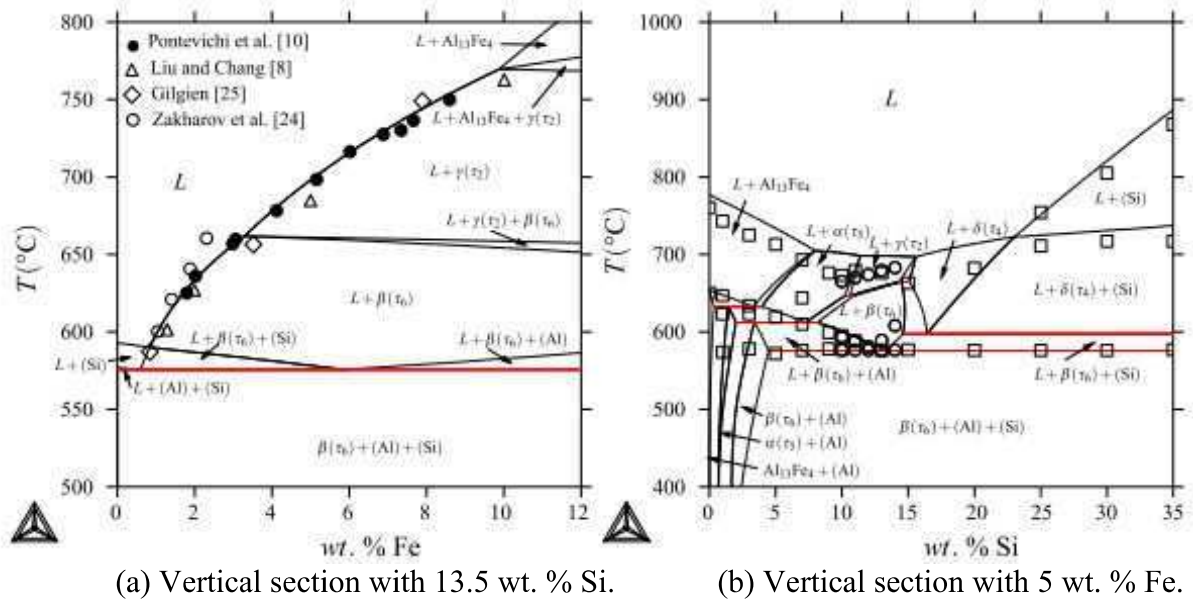 800
750
700
650
600
550
500
0
2
4
6
8
10
12
T(°C)
wt. % Fe
Pontevichi et al. [10]
Liu and Chang [8]
Gilgien [25]
Zakharov et al. [24]
L+Al₁₃Fe₄
L+Al₁₃Fe₄+γ(τ₂)
L
L+γ(τ₂)
L+γ(τ₂)+β(τ₆)
L+β(τ₆)
L+β(τ₆)+(Si)
L+β(τ₆)+(Al)
L+(Si)
L+(Al)+(Si)
β(τ₆)+(Al)+(Si)
(a) Vertical section with 13.5 wt. % Si.
1000
900
800
700
600
500
400
0
5
10
15
20
25
30
35
T(°C)
wt. % Si
L
L+Al₁₃Fe₄
L+(Si)
L+α(τ₅)
L+γ(τ₂)
L+δ(τ₄)
L+δ(τ₄)+(Si)
L+β(τ₆)
L+β(τ₆)+(Al)
L+β(τ₆)+(Si)
β(τ₆)+(Al)
α(τ₅)+(Al)
Al₁₃Fe₄+(Al)
β(τ₆)+(Al)+(Si)
(b) Vertical section with 5 wt. % Fe.